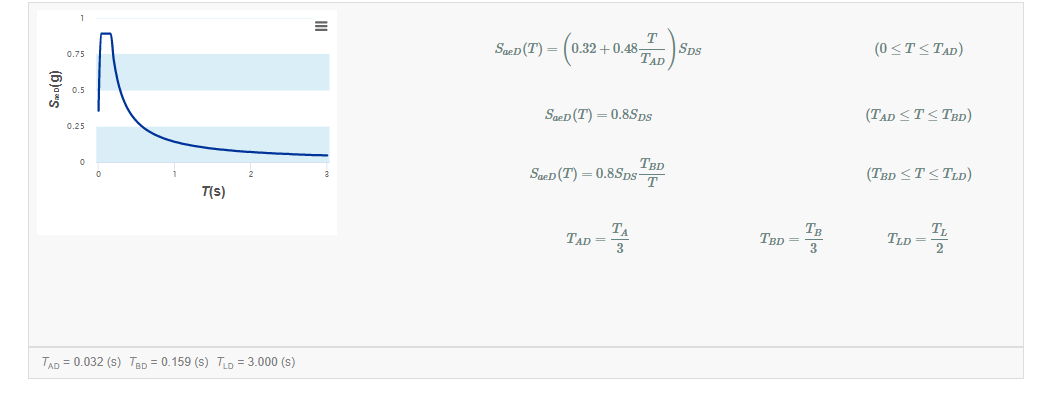 1
0.75
0.5
0.25
0
0 1 2 3
SaeD(g)
T(s)
SaeD(T) = (0.32 + 0.48 T/TAD) SDS (0 ≤ T ≤ TAD)
SaeD(T) = 0.8SDS (TAD ≤ T ≤ TBD)
SaeD(T) = 0.8SDS TBD/T (TBD ≤ T ≤ TLD)
TAD = TA/3 TBD = TB/3 TLD = TL/2
TAD = 0.032 (s) TBD = 0.159 (s) TLD = 3.000 (s)